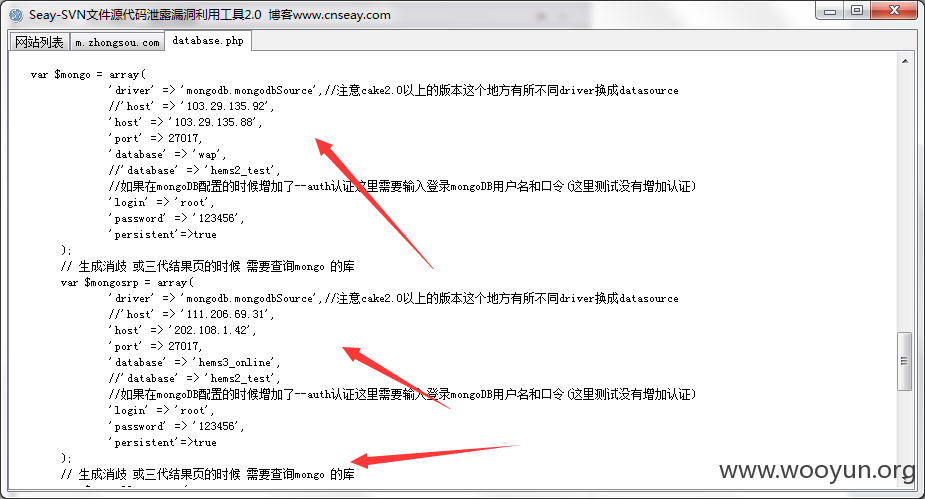 Seay-SVN文件源代码泄露漏洞利用工具2.0 博客www.cnseay.com
网站列表 m.zhongsou.com database.php
var $mongo = array(
'driver' => 'mongodb.mongodbSource',//注意cake2.0以上的版本这个地方有所不同driver换成datasource
//'host' => '103.29.135.92',
'host' => '103.29.135.88',
'port' => 27017,
'database' => 'wap',
//'database' => 'hems2_test',
//如果在mongoDB配置的时候增加了--auth认证这里需要输入登录mongoDB用户名和口令(这里测试没有增加认证)
'login' => 'root',
'password' => '123456',
'persistent'=>true
);
// 生成消歧 或三代结果页的时候 需要查询mongo 的库
var $mongosrp = array(
'driver' => 'mongodb.mongodbSource',//注意cake2.0以上的版本这个地方有所不同driver换成datasource
//'host' => '111.206.69.31',
'host' => '202.108.1.42',
'port' => 27017,
'database' => 'hems3_online',
//'database' => 'hems2_test',
//如果在mongoDB配置的时候增加了--auth认证这里需要输入登录mongoDB用户名和口令(这里测试没有增加认证)
'login' => 'root',
'password' => '123456',
'persistent'=>true
);
// 生成消歧 或三代结果页的时候 需要查询mongo 的库
www.wooyun.org